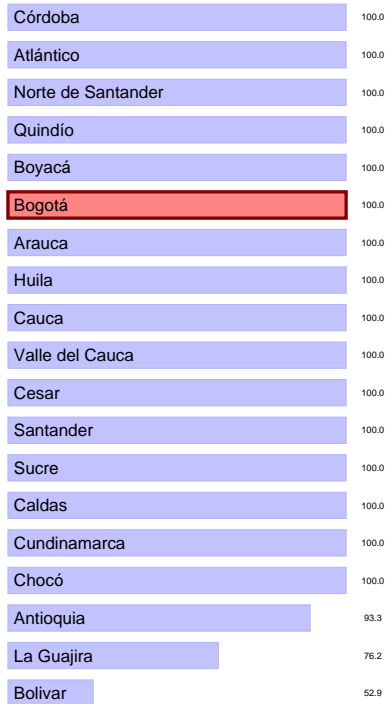 Córdoba 100.0
Atlántico 100.0
Norte de Santander 100.0
Quindío 100.0
Boyacá 100.0
Bogotá 100.0
Arauca 100.0
Huila 100.0
Cauca 100.0
Valle del Cauca 100.0
Cesar 100.0
Santander 100.0
Sucre 100.0
Caldas 100.0
Cundinamarca 100.0
Chocó 100.0
Antioquia 93.3
La Guajira 76.2
Bolivar 52.9